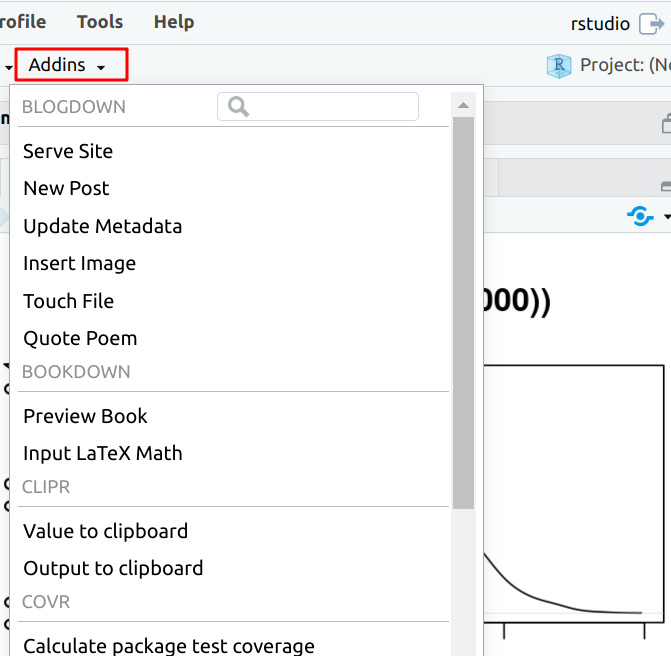 rofile Tools Help rstudio
Addins Project: (No
BLOGDOWN
Serve Site
New Post
Update Metadata
Insert Image
Touch File
000))
Quote Poem
BOOKDOWN
Preview Book
Input LaTeX Math
CLIPR
Value to clipboard
Output to clipboard
COVR
Calculate package test coverage